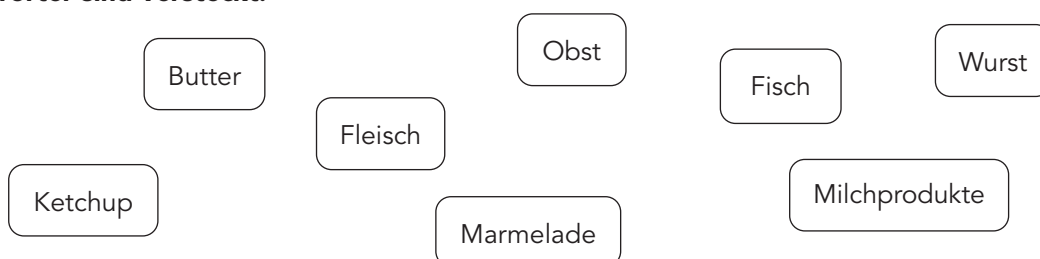 Obst
Wurst
Butter
Fisch
Fleisch
Milchprodukte
Ketchup
Marmelade